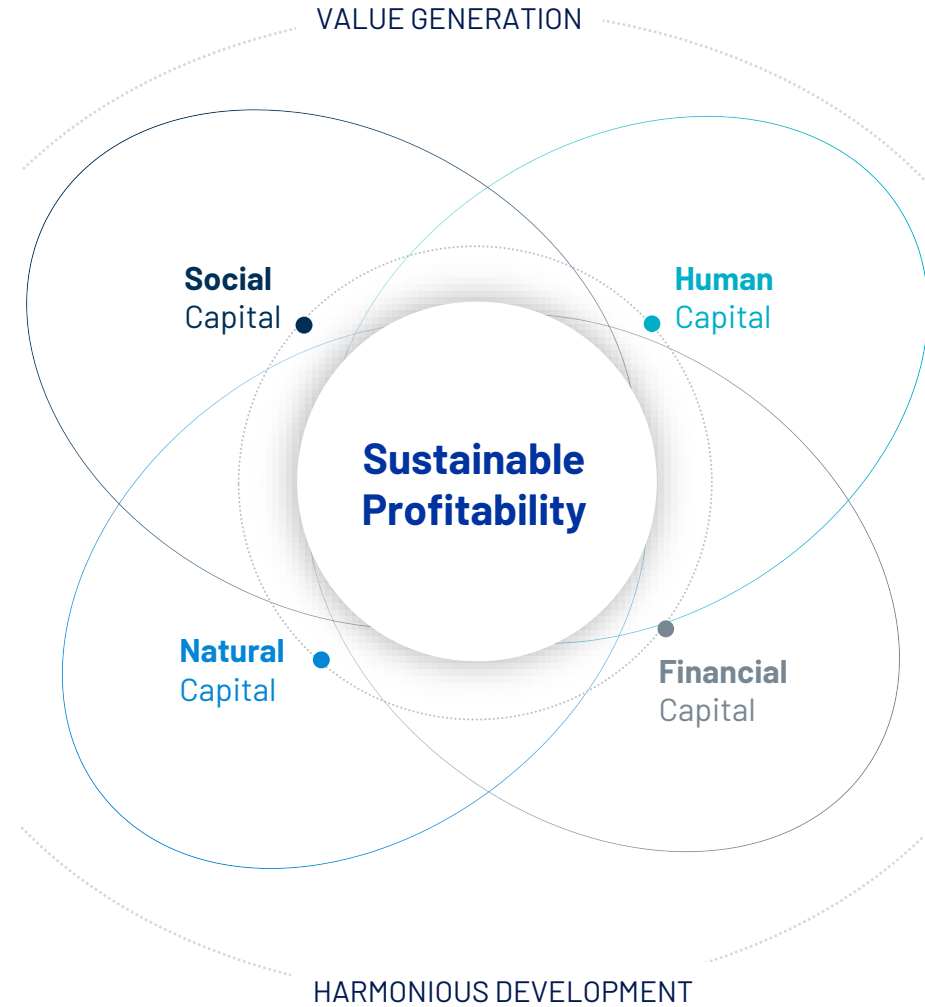 VALUE GENERATION
Social
Capital
Human
Capital
Sustainable
Profitability
Natural
Capital
Financial
Capital
HARMONIOUS DEVELOPMENT